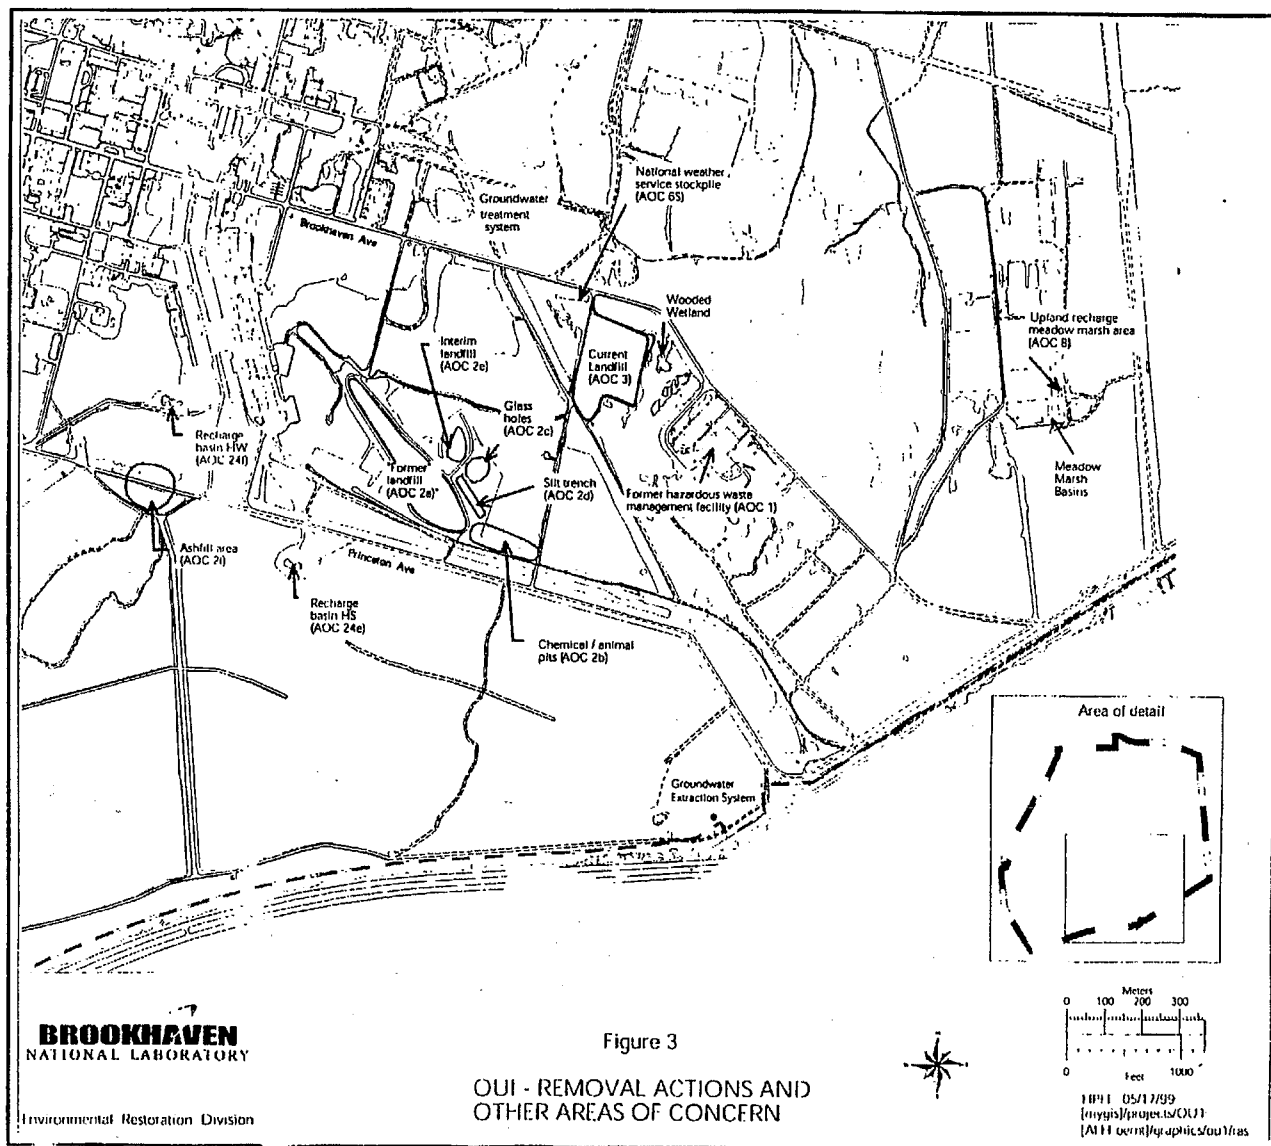 National weather
service stockpile
(AOC 6S)
Groundwater
treatment
system
Brookhaven Ave
Wooded
Wetland
Upland recharge
meadow marsh area
(AOC 8)
Interim
landfill
(AOC 2e)
Current
Landfill
(AOC 3)
Glass
holes
(AOC 2c)
Recharge
basin HW
(AOC 24f)
Former
landfill
(AOC 2a)
Silt trench
(AOC 2d)
Former hazardous waste
management facility (AOC 1)
Meadow
Marsh
Basins
Ashfill area
(AOC 2f)
Princeton Ave
Recharge
basin HS
(AOC 24e)
Chemical / animal
pits (AOC 2b)
Area of detail
Groundwater
Extraction System
Meters
0 100 200 300
0 1000
Feet
BROOKHAVEN
NATIONAL LABORATORY
Environmental Restoration Division
Figure 3
OUI - REMOVAL ACTIONS AND
OTHER AREAS OF CONCERN
05/17/99